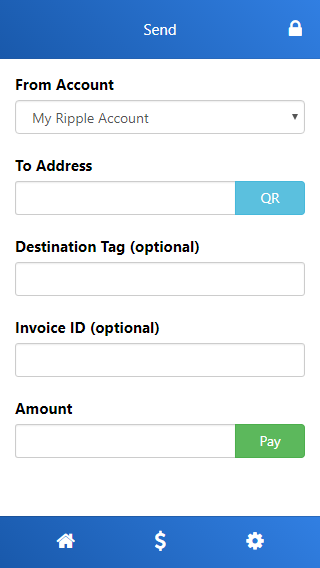 Send
From Account
My Ripple Account
To Address
QR
Destination Tag (optional)
Invoice ID (optional)
Amount
Pay